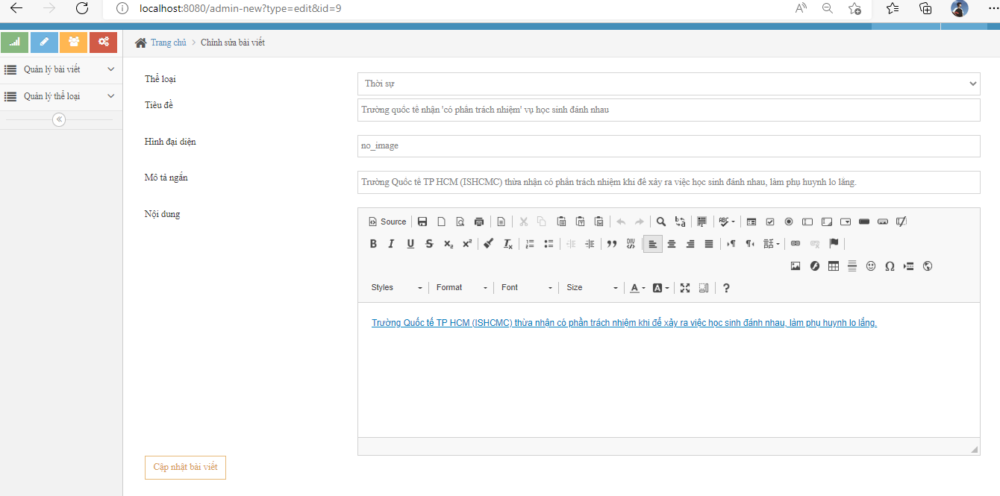 localhost:8080/admin-new?type=edit&id=9
Trang chủ > Chỉnh sửa bài viết
Quản lý bài viết
Quản lý thể loại
Thể loại
Thời sự
Tiêu đề
Trường quốc tế nhận 'có phần trách nhiệm' vụ học sinh đánh nhau
Hình đại diện
no_image
Mô tả ngắn
Trường Quốc tế TP HCM (ISHCMC) thừa nhận có phần trách nhiệm khi để xảy ra việc học sinh đánh nhau, làm phụ huynh lo lắng.
Nội dung
Source
Styles Format Font Size
Trường Quốc tế TP HCM (ISHCMC) thừa nhận có phần trách nhiệm khi để xảy ra việc học sinh đánh nhau, làm phụ huynh lo lắng.
Cập nhật bài viết